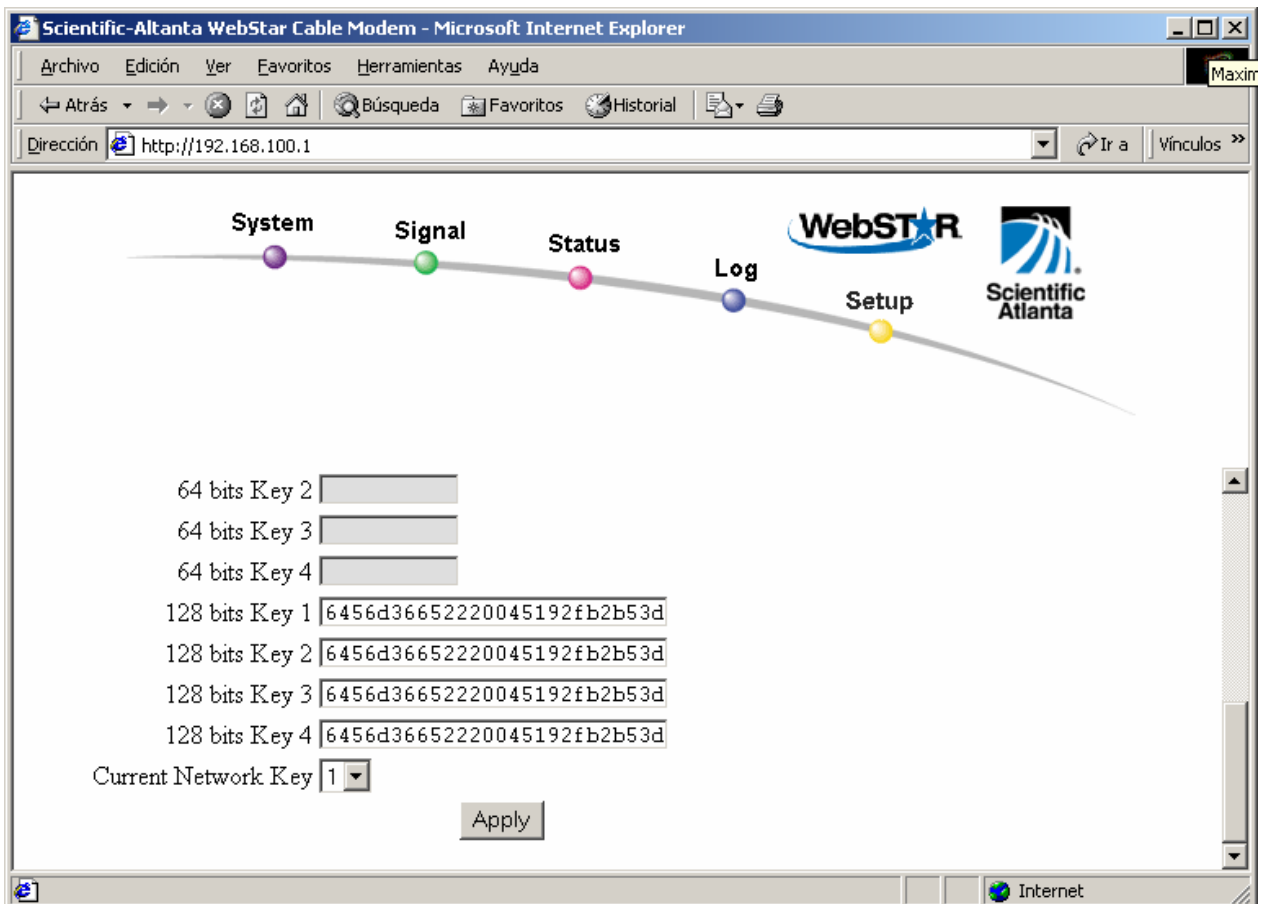 Scientific-Altanta WebStar Cable Modem - Microsoft Internet Explorer
Archivo Edición Ver Favoritos Herramientas Ayuda
Maxim
Atrás Búsqueda Favoritos Historial
Dirección http://192.168.100.1 Ir a Vínculos »
System
Signal
Status
Log
Setup
WebSTAR
Scientific
Atlanta
64 bits Key 2
64 bits Key 3
64 bits Key 4
128 bits Key 1 6456d36652220045192fb2b53d
128 bits Key 2 6456d36652220045192fb2b53d
128 bits Key 3 6456d36652220045192fb2b53d
128 bits Key 4 6456d36652220045192fb2b53d
Current Network Key 1
Apply
Internet